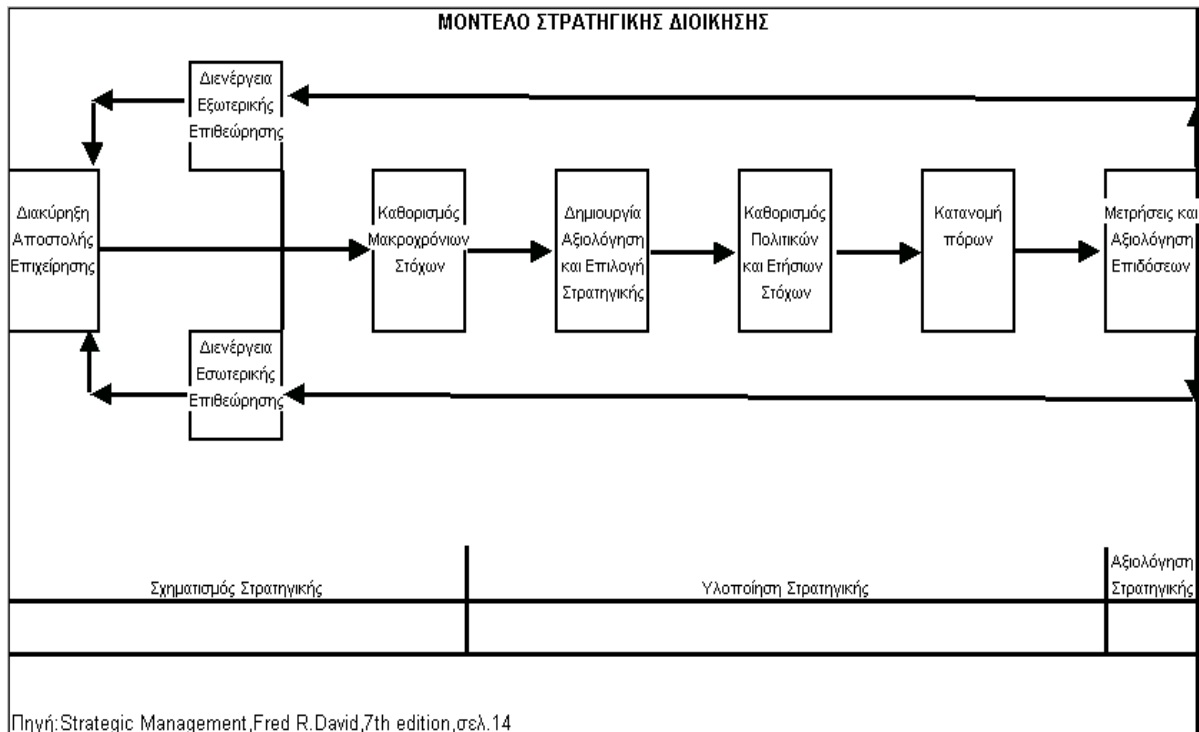 ΜΟΝΤΕΛΟ ΣΤΡΑΤΗΓΙΚΗΣ ΔΙΟΙΚΗΣΗΣ
Διενέργεια
Εξωτερικής
Επιθεώρησης
Διακύρηξη
Αποστολής
Επιχείρησης
Καθορισμός
Μακροχρόνιων
Στόχων
Δημιουργία
Αξιολόγηση
και Επιλογή
Στρατηγικής
Καθορισμός
Πολιτικών
και Ετήσιων
Στόχων
Κατανομή
πόρων
Μετρήσεις και
Αξιολόγηση
Επιδόσεων
Διενέργεια
Εσωτερικής
Επιθεώρησης
Σχηματισμός Στρατηγικής
Υλοποίηση Στρατηγικής
Αξιολόγηση
Στρατηγικής
Πηγή:Strategic Management,Fred R.David,7th edition,σελ.14